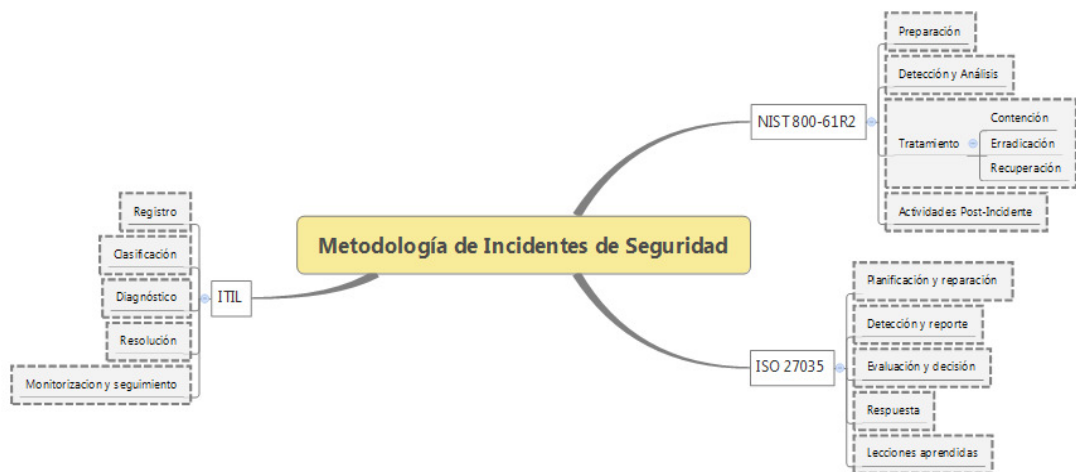 Metodología de Incidentes de Seguridad
NIST 800-61R2
Preparación
Detección y Análisis
Tratamiento
Contención
Erradicación
Recuperación
Actividades Post-Incidente
ISO 27035
Planificación y reparación
Detección y reporte
Evaluación y decisión
Respuesta
Lecciones aprendidas
ITIL
Registro
Clasificación
Diagnóstico
Resolución
Monitorizacion y seguimiento